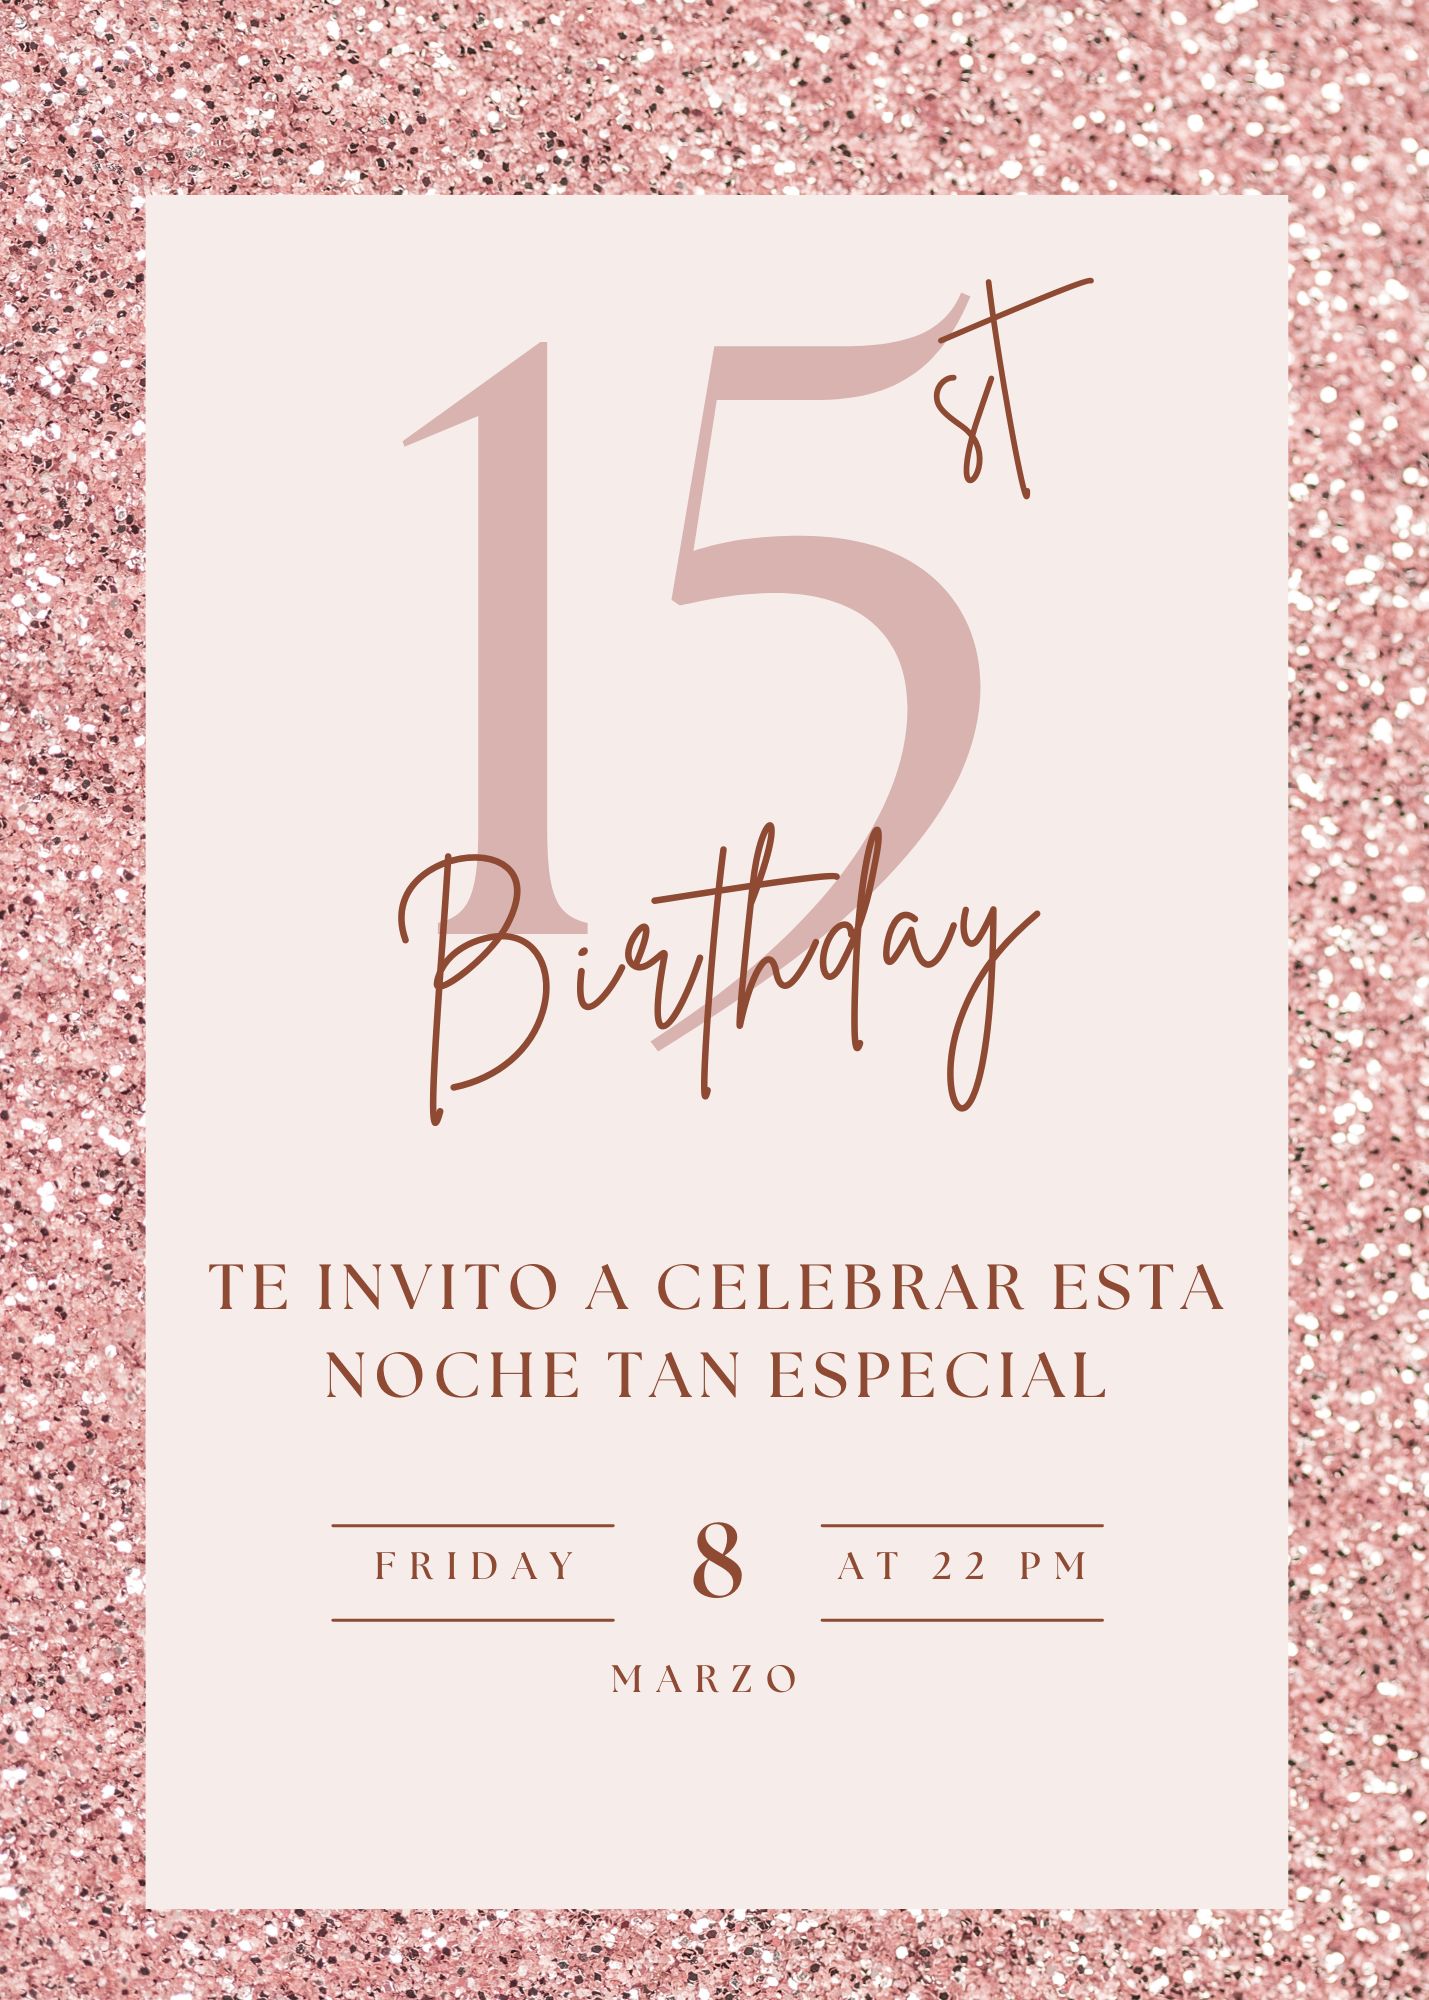 15st
Birthday
TE INVITO A CELEBRAR ESTA
NOCHE TAN ESPECIAL
FRIDAY 8 AT 22 PM
MARZO